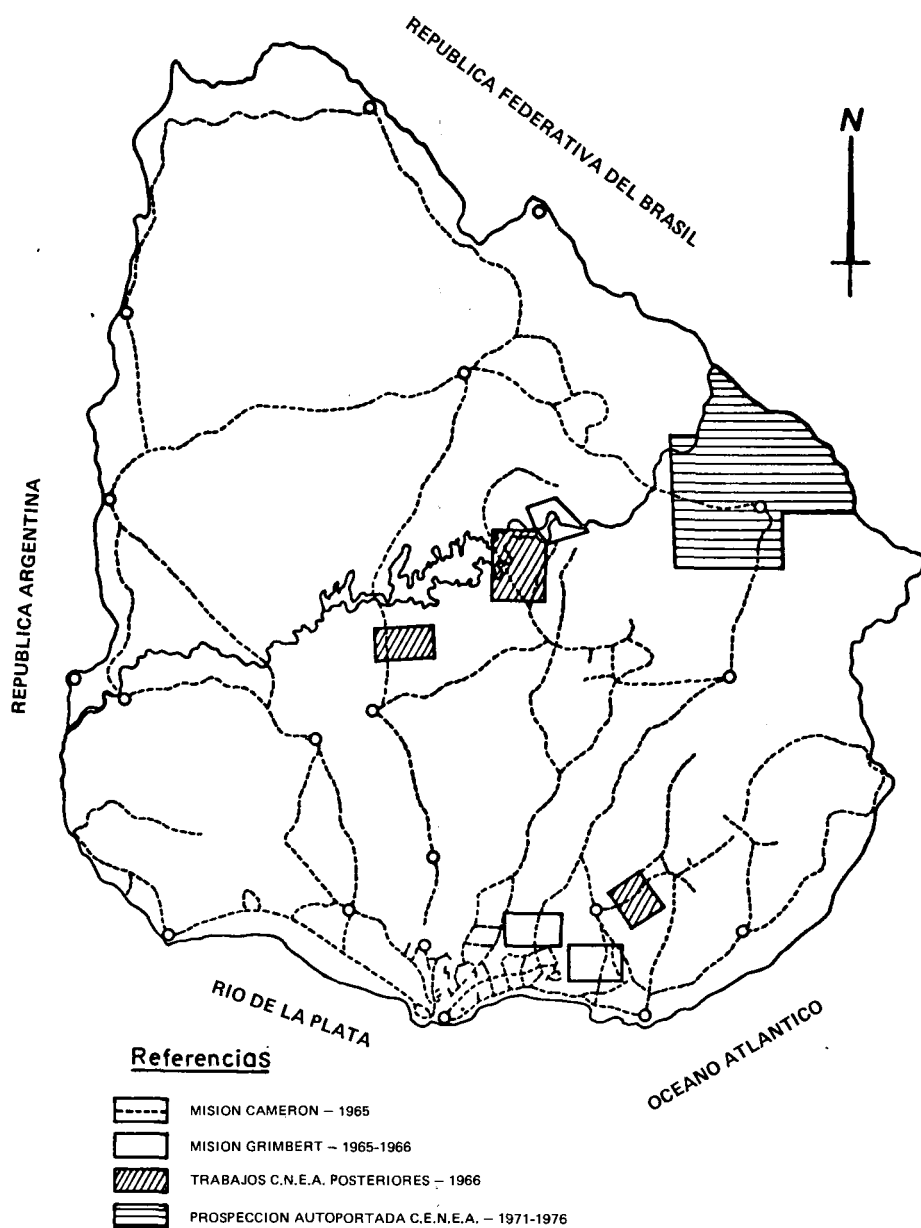 REPUBLICA FEDERATIVA DEL BRASIL
N
REPUBLICA ARGENTINA
RIO DE LA PLATA
OCEANO ATLANTICO
Referencias
MISION CAMERON – 1965
MISION GRIMBERT – 1965-1966
TRABAJOS C.N.E.A. POSTERIORES – 1966
PROSPECCION AUTOPORTADA C.E.N.E.A. – 1971-1976